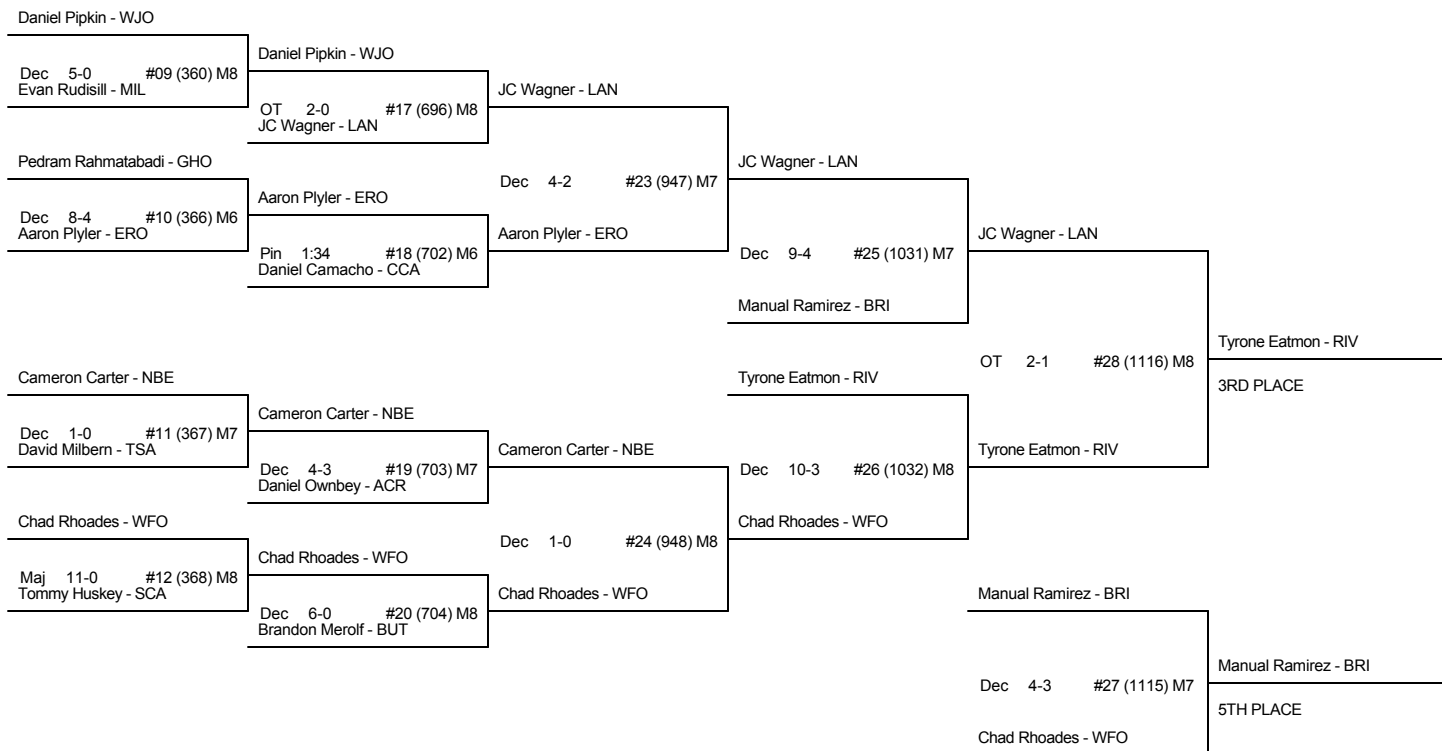 Daniel Pipkin - WJO
Dec 5-0 #09 (360) M8
Evan Rudisill - MIL
Pedram Rahmatabadi - GHO
Dec 8-4 #10 (366) M6
Aaron Plyler - ERO
Cameron Carter - NBE
Dec 1-0 #11 (367) M7
David Milbern - TSA
Chad Rhoades - WFO
Maj 11-0 #12 (368) M8
Tommy Huskey - SCA
Daniel Pipkin - WJO
OT 2-0 #17 (696) M8
JC Wagner - LAN
Aaron Plyler - ERO
Pin 1:34 #18 (702) M6
Daniel Camacho - CCA
Cameron Carter - NBE
Dec 4-3 #19 (703) M7
Daniel Ownbey - ACR
Chad Rhoades - WFO
Dec 6-0 #20 (704) M8
Brandon Merolf - BUT
JC Wagner - LAN
Dec 4-2 #23 (947) M7
Aaron Plyler - ERO
Cameron Carter - NBE
Dec 1-0 #24 (948) M8
Chad Rhoades - WFO
JC Wagner - LAN
Dec 9-4 #25 (1031) M7
Manual Ramirez - BRI
Tyrone Eatmon - RIV
Dec 10-3 #26 (1032) M8
Chad Rhoades - WFO
JC Wagner - LAN
OT 2-1 #28 (1116) M8
Tyrone Eatmon - RIV
Tyrone Eatmon - RIV
3RD PLACE
Manual Ramirez - BRI
Dec 4-3 #27 (1115) M7
Chad Rhoades - WFO
Manual Ramirez - BRI
5TH PLACE